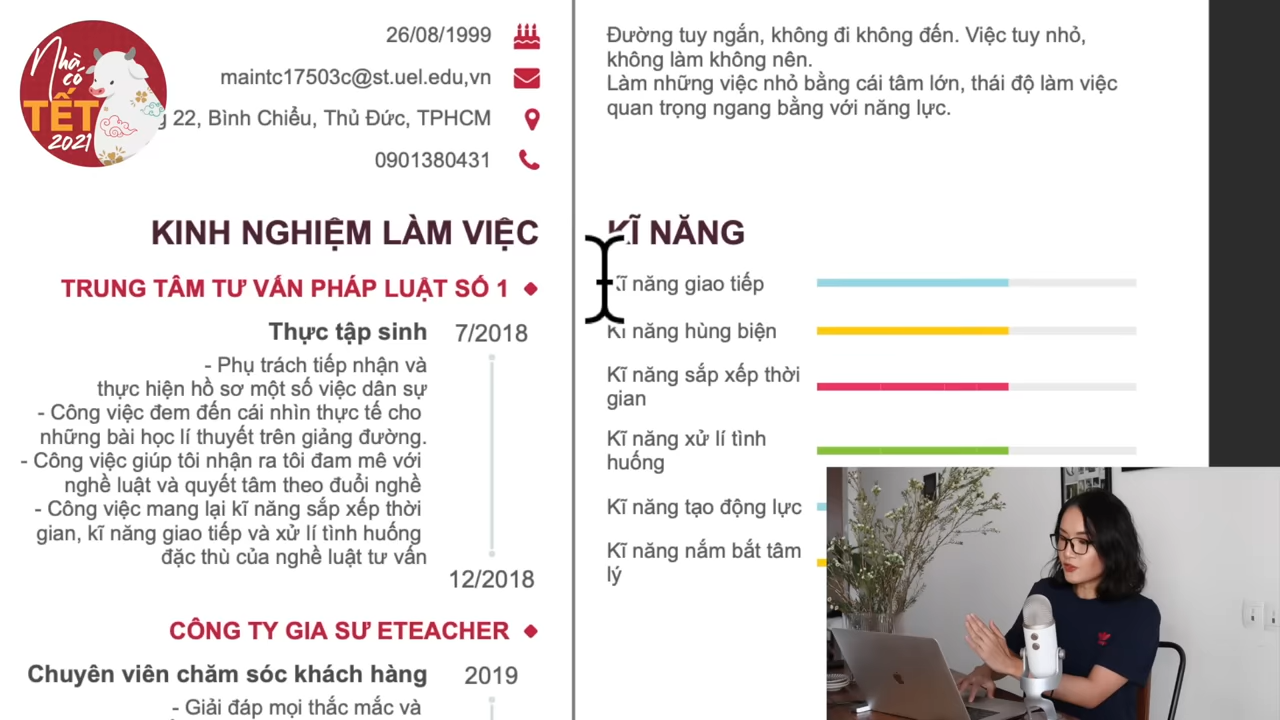 Nhà
có
TẾT
2021
26/08/1999
maintc17503c@st.uel.edu,vn
22, Bình Chiểu, Thủ Đức, TPHCM
0901380431
KINH NGHIỆM LÀM VIỆC
TRUNG TÂM TƯ VẤN PHÁP LUẬT SỐ 1
Thực tập sinh 7/2018
- Phụ trách tiếp nhận và
thực hiện hồ sơ một số việc dân sự
- Công việc đem đến cái nhìn thực tế cho
những bài học lí thuyết trên giảng đường.
- Công việc giúp tôi nhận ra tôi đam mê với
nghề luật và quyết tâm theo đuổi nghề
- Công việc mang lại kĩ năng sắp xếp thời
gian, kĩ năng giao tiếp và xử lí tình huống
đặc thù của nghề luật tư vấn
12/2018
CÔNG TY GIA SƯ ETEACHER
Chuyên viên chăm sóc khách hàng 2019
- Giải đáp mọi thắc mắc và
Đường tuy ngắn, không đi không đến. Việc tuy nhỏ,
không làm không nên.
Làm những việc nhỏ bằng cái tâm lớn, thái độ làm việc
quan trọng ngang bằng với năng lực.
KĨ NĂNG
Kĩ năng giao tiếp
Kĩ năng hùng biện
Kĩ năng sắp xếp thời
gian
Kĩ năng xử lí tình
huống
Kĩ năng tạo động lực
Kĩ năng nắm bắt tâm
lý